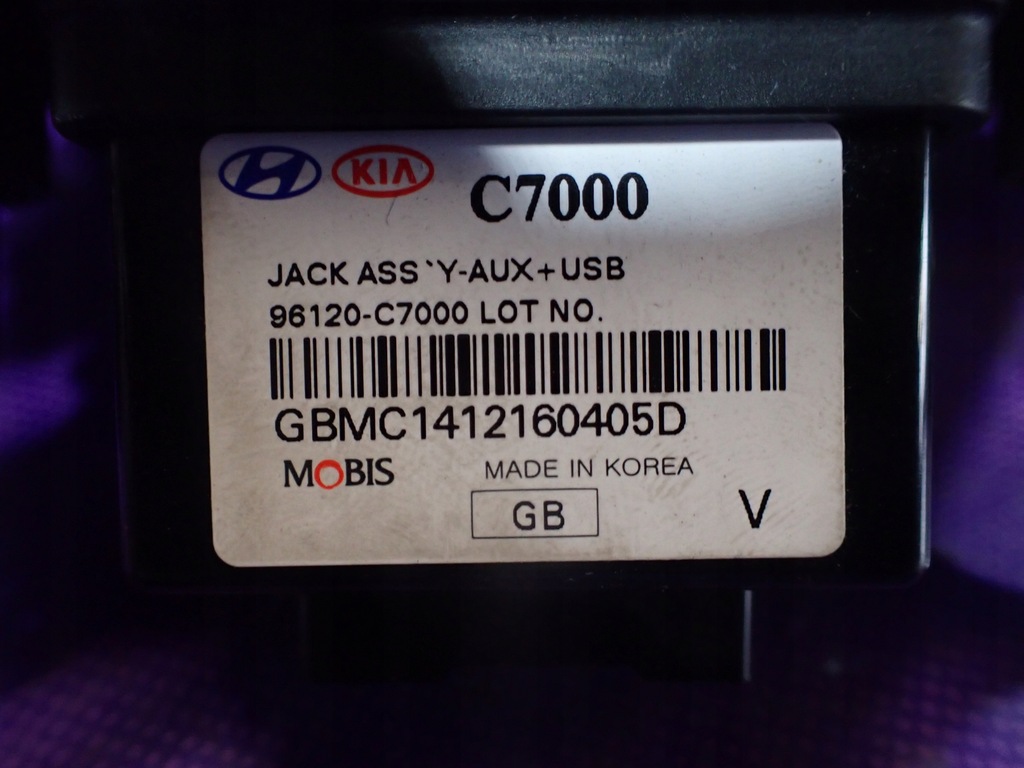 KIA C7000
JACK ASS`Y-AUX+USB
96120-C7000 LOT NO.
GBMC1412160405D
MOBIS MADE IN KOREA
GB V